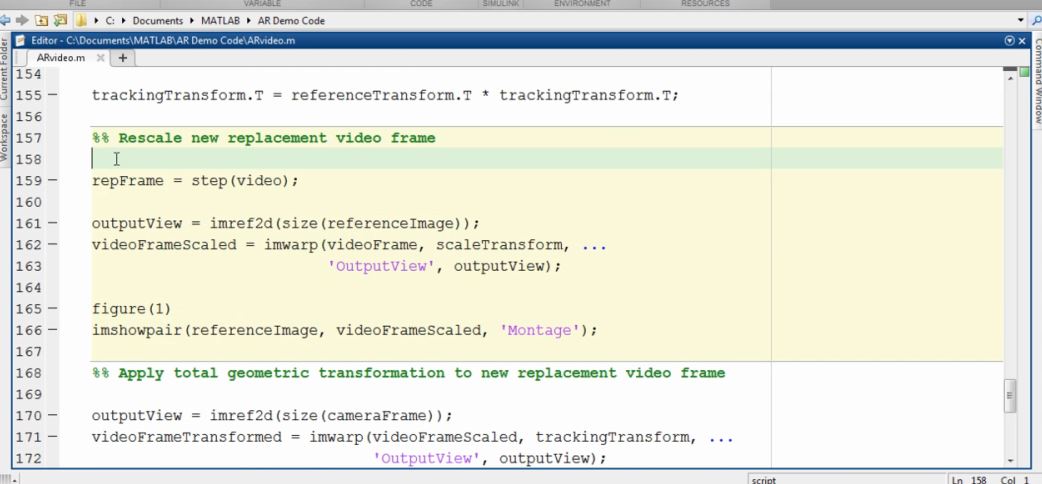 FILE VARIABLE CODE SIMULINK ENVIRONMENT RESOURCES
C: Documents MATLAB AR Demo Code
Editor - C:\Documents\MATLAB\AR Demo Code\ARvideo.m
ARvideo.m × +
Current Folder
Workspace
Command Window
154
155 – trackingTransform.T = referenceTransform.T * trackingTransform.T;
156
157 %% Rescale new replacement video frame
158
159 – repFrame = step(video);
160
161 – outputView = imref2d(size(referenceImage));
162 – videoFrameScaled = imwarp(videoFrame, scaleTransform, ...
163 'OutputView', outputView);
164
165 – figure(1)
166 – imshowpair(referenceImage, videoFrameScaled, 'Montage');
167
168 %% Apply total geometric transformation to new replacement video frame
169
170 – outputView = imref2d(size(cameraFrame));
171 – videoFrameTransformed = imwarp(videoFrameScaled, trackingTransform, ...
172 'OutputView', outputView);
script Ln 158 Col 1